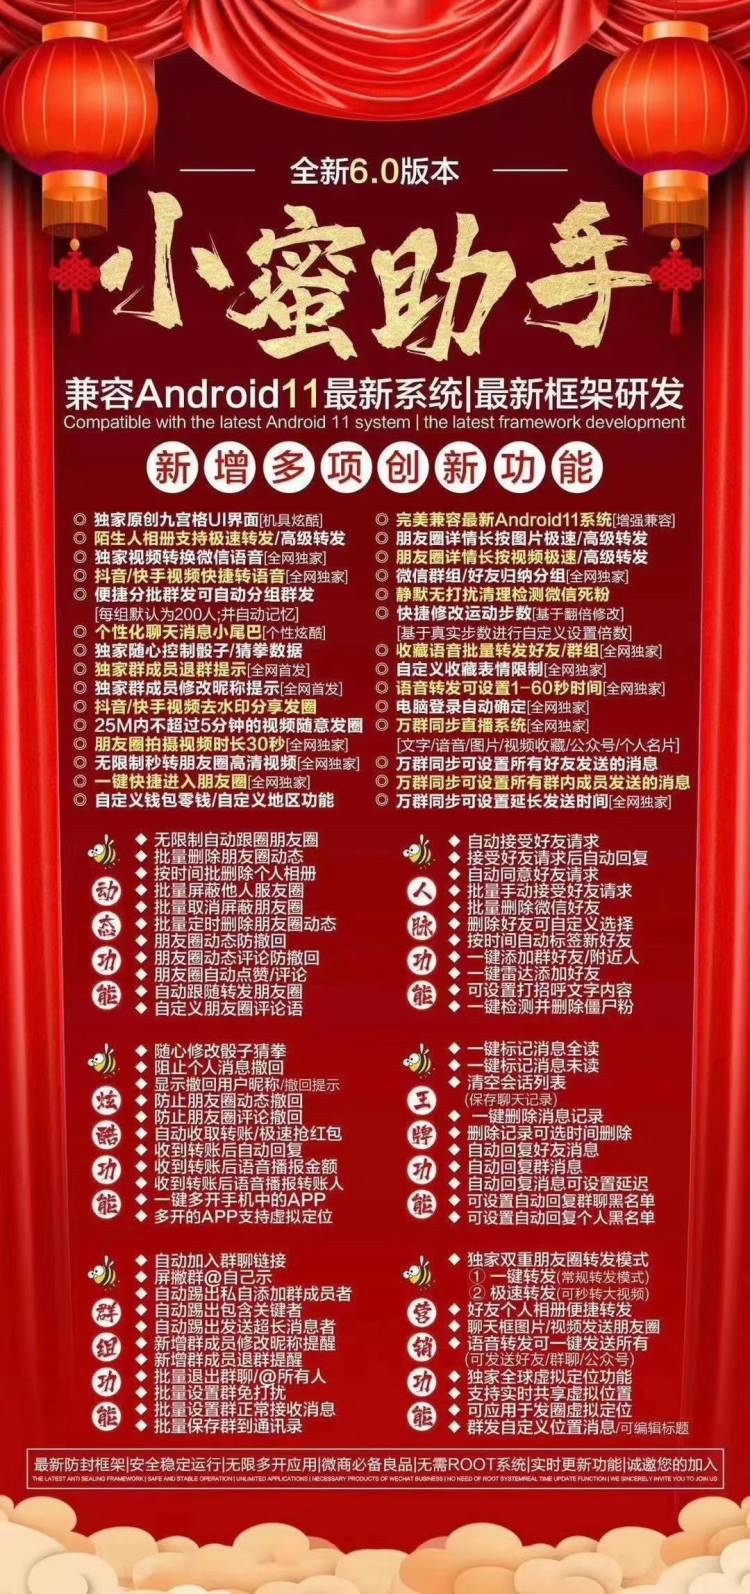 全新6.0版本
小蜜助手
兼容Android11最新系统|最新框架研发
Compatible with the latest Android 11 system | the latest framework development
新增多项创新功能
◎ 独家原创九宫格UI界面[机具炫酷]
◎ 陌生人相册支持极速转发/高级转发
◎ 独家视频转换微信语音[全网独家]
◎ 抖音/快手视频快捷转语音[全网独家]
◎ 便捷分批群发可自动分组群发
[每组默认为200人;并自动记忆]
◎ 个性化聊天消息小尾巴[个性炫酷]
◎ 独家随心控制骰子/猜拳数据
◎ 独家群成员退群提示[全网首发]
◎ 独家群成员修改昵称提示[全网首发]
◎ 抖音/快手视频去水印分享发圈
◎ 25M内不超过5分钟的视频随意发圈
◎ 朋友圈拍摄视频时长30秒[全网独家]
◎ 无限制秒转朋友圈高清视频[全网独家]
◎ 一键快捷进入朋友圈[全网独家]
◎ 自定义钱包零钱/自定义地区功能
◎ 完美兼容最新Android11系统[增强兼容]
◎ 朋友圈详情长按图片极速/高级转发
◎ 朋友圈详情长按视频极速/高级转发
◎ 微信群组/好友归纳分组[全网独家]
◎ 静默无打扰清理检测微信死粉
◎ 快捷修改运动步数[基于翻倍修改]
[基于真实步数进行自定义设置倍数]
◎ 收藏语音批量转发好友/群组[全网独家]
◎ 自定义收藏表情限制[全网独家]
◎ 语音转发可设置1-60秒时间[全网独家]
◎ 电脑登录自动确定[全网独家]
◎ 万群同步直播系统[全网独家]
[文字/谙音/图片/视频收藏/公众号/个人名片]
◎ 万群同步可设置所有好友发送的消息
◎ 万群同步可设置所有群内成员发送的消息
◎ 万群同步可设置延长发送时间[全网独家]
动态功能
◆ 无限制自动跟圈朋友圈
◆ 批量删除朋友圈动态
◆ 按时间批删除个人相册
◆ 批量屏蔽他人服友圈
◆ 批量取消屏蔽朋友圈
◆ 批量定时删除朋友圈动态
◆ 朋友圈动态防撤回
◆ 朋友圈动态评论防撤回
◆ 朋友圈自动点赞/评论
◆ 自动跟随转发朋友圈
◆ 自定义朋友圈评论语
人脉功能
◆ 自动接受好友请求
◆ 接受好友请求后自动回复
◆ 自动同意好友请求
◆ 批量手动接受好友请求
◆ 批量删除微信好友
◆ 删除好友可自定义选择
◆ 按时间自动标签新好友
◆ 一键添加群好友/附近人
◆ 一键雷达添加好友
◆ 可设置打招呼文字内容
◆ 一键检测并删除僵尸粉
炫酷功能
◆ 随心修改骰子猜拳
◆ 阻止个人消息撤回
◆ 显示撤回用户昵称/撤回提示
◆ 防止朋友圈动态撤回
◆ 防止朋友圈评论撤回
◆ 自动收取转账/极速抢红包
◆ 收到转账后自动回复
◆ 收到转账后语音播报金额
◆ 收到转账后语音播报转账人
◆ 一键多开手机中的APP
◆ 多开的APP支持虚拟定位
王牌功能
◆ 一键标记消息全读
◆ 一键标记消息未读
◆ 清空会话列表
(保存聊天记录)
◆ 一键删除消息记录
◆ 删除记录可选时间删除
◆ 自动回复好友消息
◆ 自动回复群消息
◆ 自动回复消息可设置延迟
◆ 可设置自动回复群聊黑名单
◆ 可设置自动回复个人黑名单
群组功能
◆ 自动加入群聊链接
◆ 屏撇群@自己示
◆ 自动踢出私自添加群成员者
◆ 自动踢出包含关键者
◆ 自动踢出发送超长消息者
◆ 新增群成员修改昵称提醒
◆ 新增群成员退群提醒
◆ 批量退出群聊/@所有人
◆ 批量设置群免打扰
◆ 批量设置群正常接收消息
◆ 批量保存群到通讯录
营销功能
◆ 独家双重朋友圈转发模式
① 一键转发(常规转发模式)
② 极速转发(可秒转大视频)
◆ 好友个人相册便捷转发
◆ 聊天框图片/视频发送朋友圈
◆ 语音转发可一键发送所有
(可发送好友/群聊/公众号)
◆ 独家全球虚拟定位功能
◆ 支持实时共享虚拟位置
◆ 可应用于发圈虚拟定位
◆ 群发自定义位置消息/可编辑标题
最新防封框架|安全稳定运行|无限多开应用|微商必备良品|无需ROOT系统|实时更新功能|诚邀您的加入
THE LATEST ANTI SEALING FRAMEWORK | SAFE AND STABLE OPERATION | UNLIMITED APPLICATIONS | NECESSARY PRODUCTS OF WECHAT BUSINESS | NO NEED OF ROOT SYSTEMREAL TIME UPDATE FUNCTION | WE SINCERELY INVITE YOU TO JOIN US